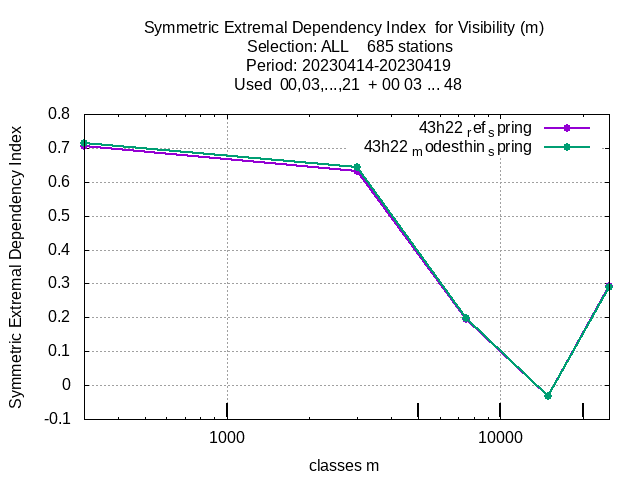 Symmetric Extremal Dependency Index  for Visibility (m)
Selection: ALL    685 stations
Period: 20230414-20230419
Used  00,03,...,21  + 00 03 ... 48
43h22 ref spring
43h22 modesthin spring
0.8
0.7
0.6
0.5
0.4
0.3
0.2
0.1
0
-0.1
Symmetric Extremal Dependency Index
1000 10000
classes m